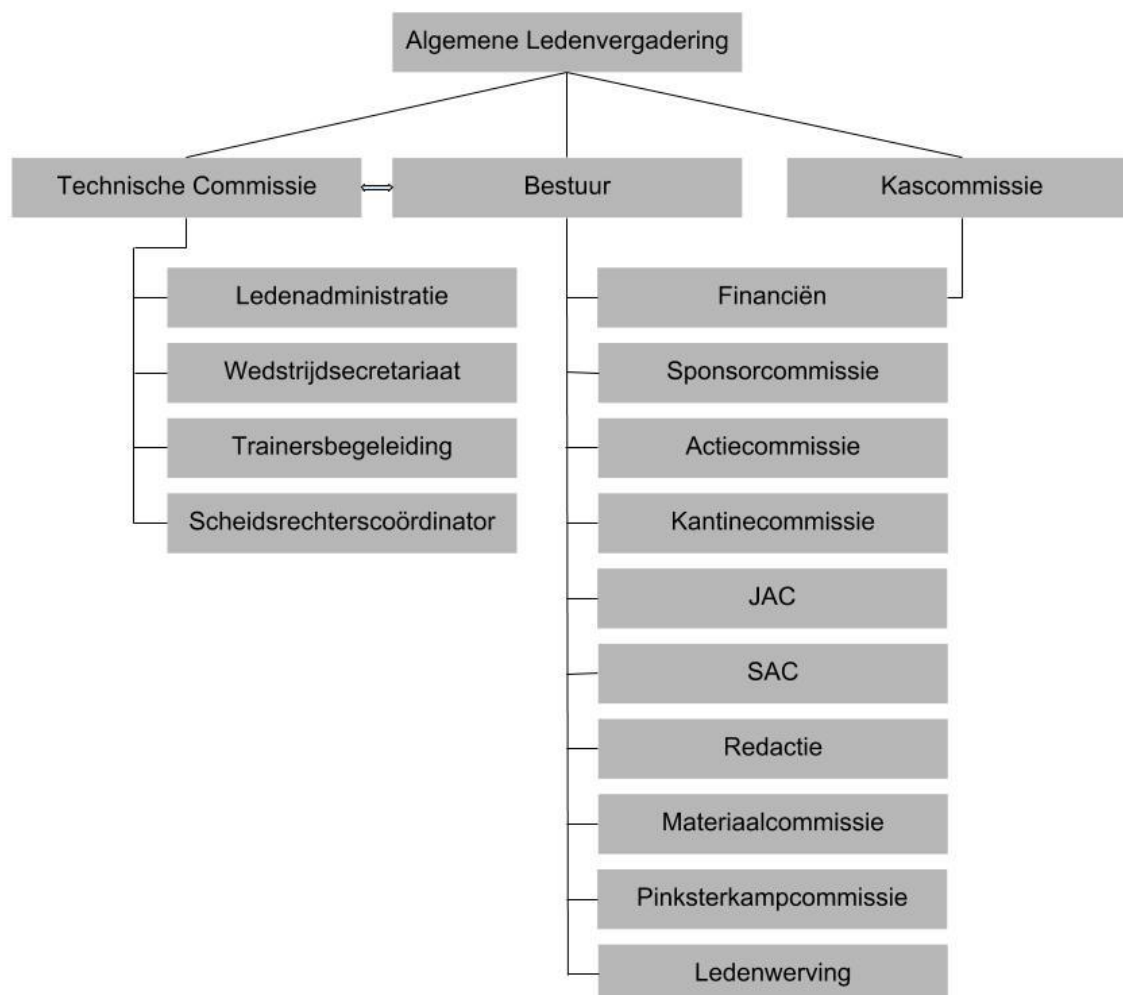 Algemene Ledenvergadering
Technische Commissie
Bestuur
Kascommissie
Ledenadministratie
Wedstrijdsecretariaat
Trainersbegeleiding
Scheidsrechterscoördinator
Financiën
Sponsorcommissie
Actiecommissie
Kantinecommissie
JAC
SAC
Redactie
Materiaalcommissie
Pinksterkampcommissie
Ledenwerving